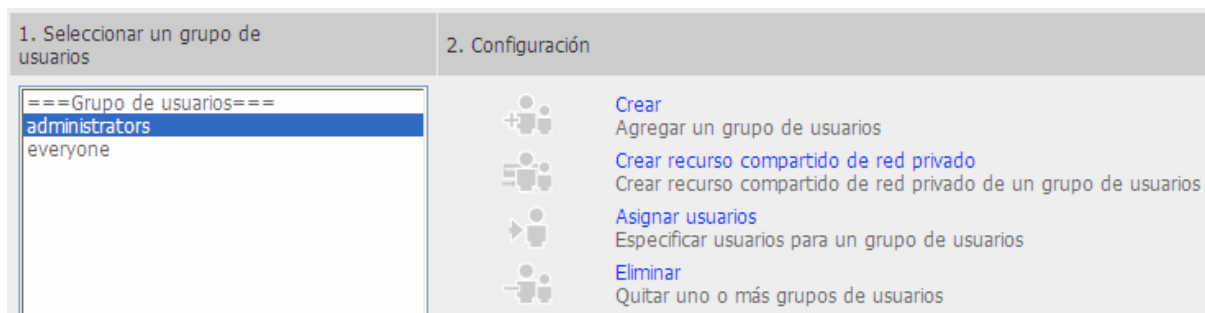 1. Seleccionar un grupo de
usuarios
2. Configuración
===Grupo de usuarios===
administrators
everyone
Crear
Agregar un grupo de usuarios
Crear recurso compartido de red privado
Crear recurso compartido de red privado de un grupo de usuarios
Asignar usuarios
Especificar usuarios para un grupo de usuarios
Eliminar
Quitar uno o más grupos de usuarios